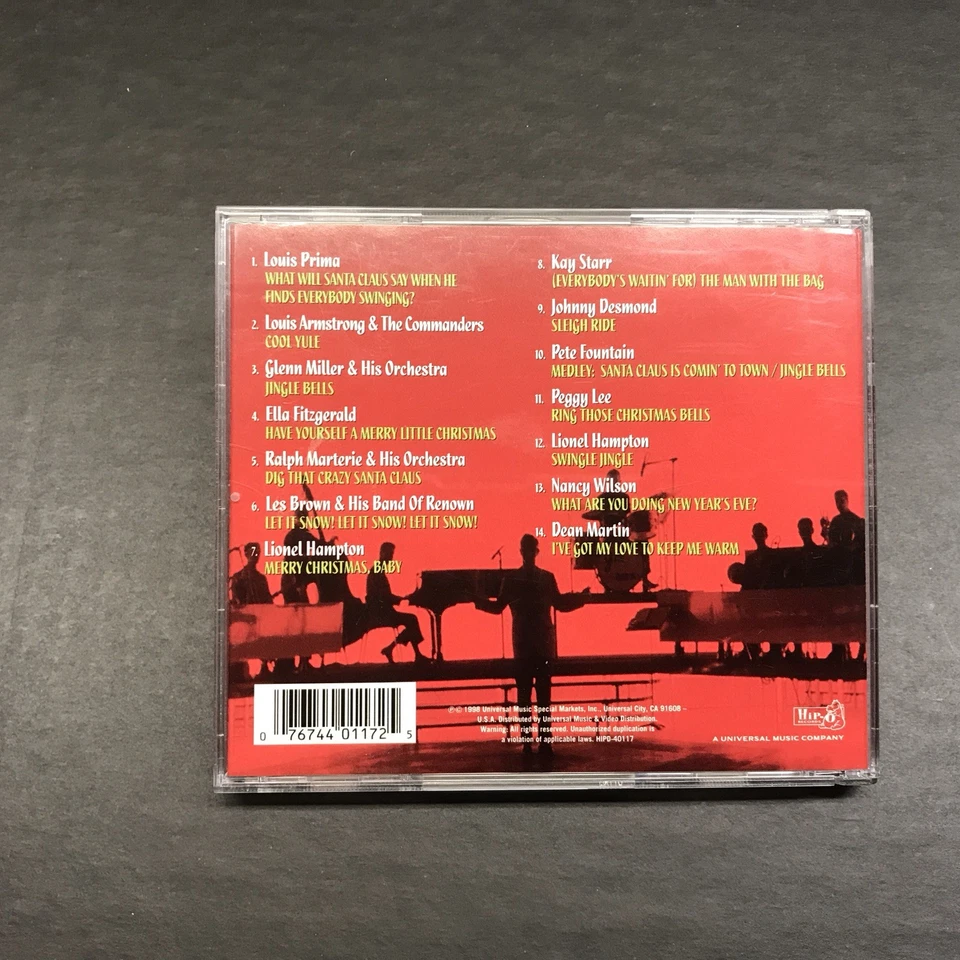 1. Louis Prima
WHAT WILL SANTA CLAUS SAY WHEN HE
FINDS EVERYBODY SWINGING?
2. Louis Armstrong & The Commanders
COOL YULE
3. Glenn Miller & His Orchestra
JINGLE BELLS
4. Ella Fitzgerald
HAVE YOURSELF A MERRY LITTLE CHRISTMAS
5. Ralph Marterie & His Orchestra
DIG THAT CRAZY SANTA CLAUS
6. Les Brown & His Band Of Renown
LET IT SNOW! LET IT SNOW! LET IT SNOW!
7. Lionel Hampton
MERRY CHRISTMAS, BABY
8. Kay Starr
(EVERYBODY'S WAITIN' FOR) THE MAN WITH THE BAG
9. Johnny Desmond
SLEIGH RIDE
10. Pete Fountain
MEDLEY: SANTA CLAUS IS COMIN' TO TOWN / JINGLE BELLS
11. Peggy Lee
RING THOSE CHRISTMAS BELLS
12. Lionel Hampton
SWINGLE JINGLE
13. Nancy Wilson
WHAT ARE YOU DOING NEW YEAR'S EVE?
14. Dean Martin
I'VE GOT MY LOVE TO KEEP ME WARM
0 76744 01172 5
℗© 1998 Universal Music Special Markets, Inc., Universal City, CA 91608 –
U.S.A. Distributed by Universal Music & Video Distribution.
Warning: All rights reserved. Unauthorized duplication is
a violation of applicable laws. HIPD-40117
HIP-O
RECORDS
A UNIVERSAL MUSIC COMPANY